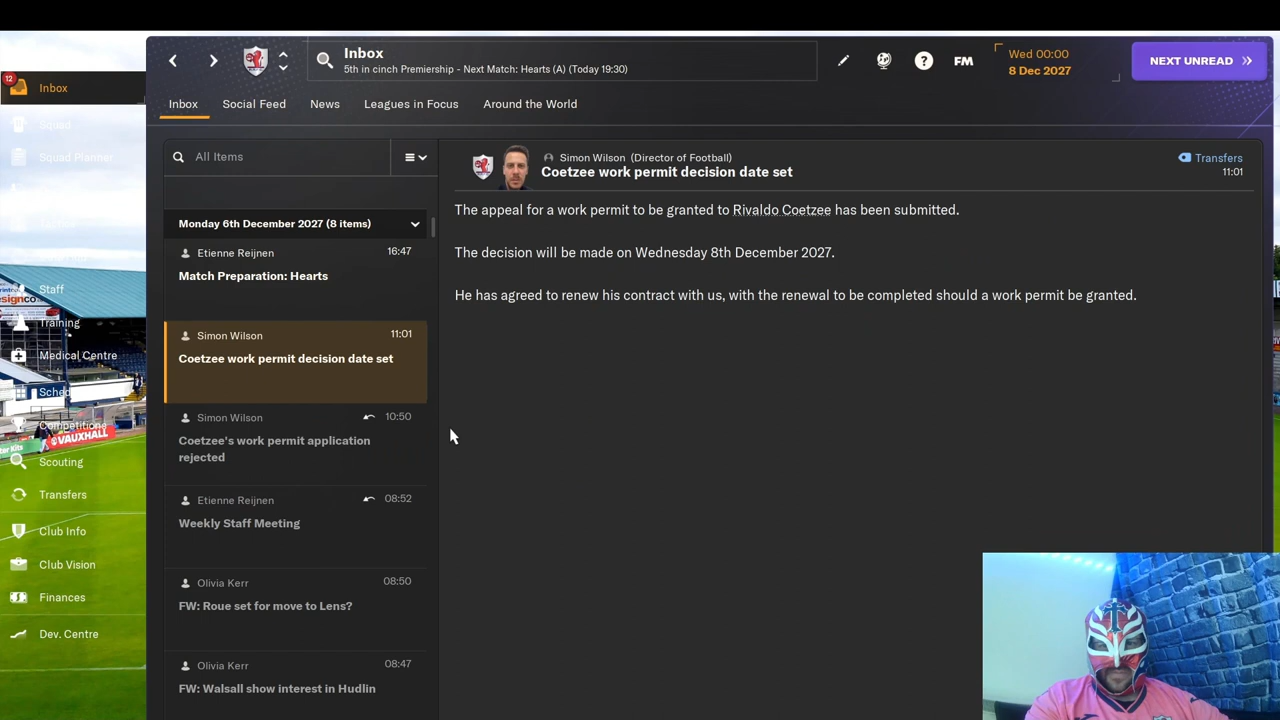 Inbox
5th in cinch Premiership - Next Match: Hearts (A) (Today 19:30)
?
FM
Wed 00:00
8 Dec 2027
NEXT UNREAD
12
Inbox
Squad
Squad Planner
Staff
Training
Medical Centre
Sched
Competitions
VAUXHALL
Scouting
Transfers
Club Info
Club Vision
Finances
Dev. Centre
Inbox
Social Feed
News
Leagues in Focus
Around the World
All Items
Monday 6th December 2027 (8 items)
Etienne Reijnen 16:47
Match Preparation: Hearts
Simon Wilson 11:01
Coetzee work permit decision date set
Simon Wilson 10:50
Coetzee's work permit application
rejected
Etienne Reijnen 08:52
Weekly Staff Meeting
Olivia Kerr 08:50
FW: Roue set for move to Lens?
Olivia Kerr 08:47
FW: Walsall show interest in Hudlin
Simon Wilson (Director of Football)
Coetzee work permit decision date set
Transfers
11:01
The appeal for a work permit to be granted to Rivaldo Coetzee has been submitted.
The decision will be made on Wednesday 8th December 2027.
He has agreed to renew his contract with us, with the renewal to be completed should a work permit be granted.